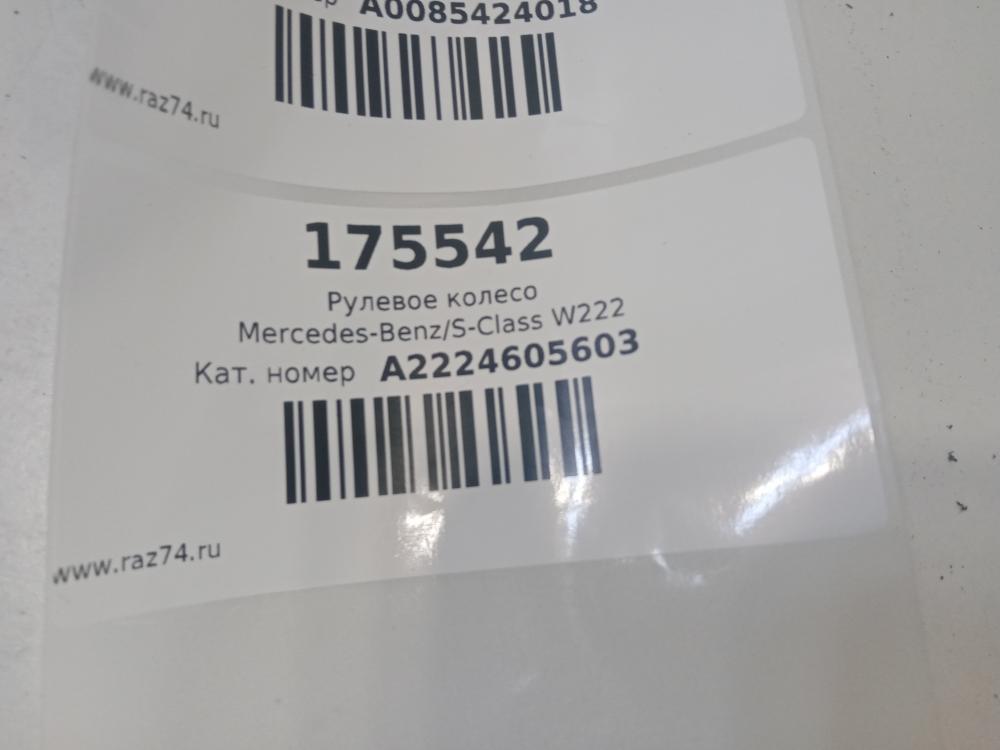 A0085424018
www.raz74.ru
175542
Рулевое колесо
Mercedes-Benz/S-Class W222
Кат. номер A2224605603
www.raz74.ru